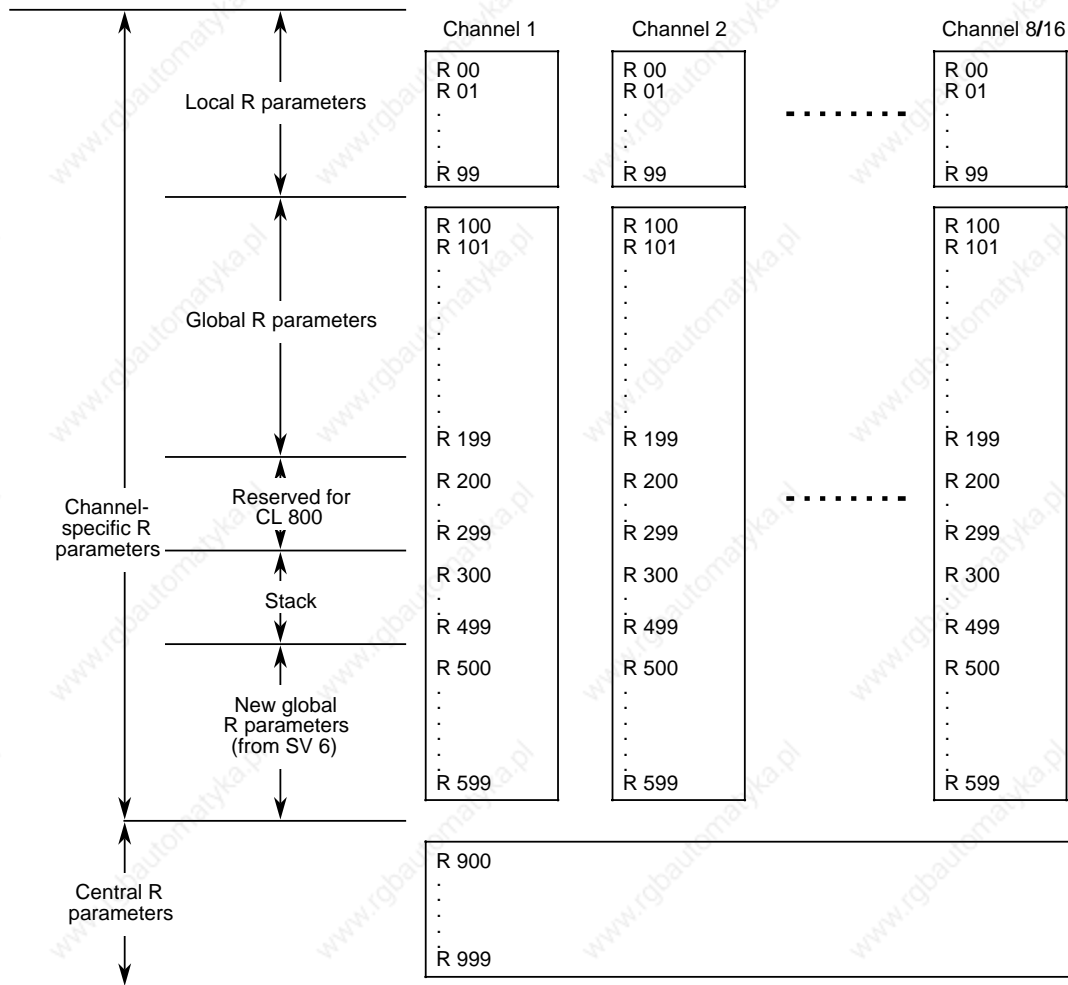 Channel 1 Channel 2 Channel 8/16
Local R parameters
R 00 R 00 R 00
R 01 R 01 R 01
. . .
. . .
. . .
R 99 R 99 R 99
Global R parameters
R 100 R 100 R 100
R 101 R 101 R 101
. . .
. . .
. . .
. . .
. . .
. . .
. . .
. . .
. . .
R 199 R 199 R 199
Reserved for
CL 800
R 200 R 200 R 200
. . .
. . .
R 299 R 299 R 299
Channel-
specific R
parameters
Stack
R 300 R 300 R 300
. . .
. . .
R 499 R 499 R 499
New global
R parameters
(from SV 6)
R 500 R 500 R 500
. . .
. . .
. . .
. . .
. . .
R 599 R 599 R 599
Central R
parameters
R 900
.
.
.
.
R 999
www.rgbautomatyka.pl